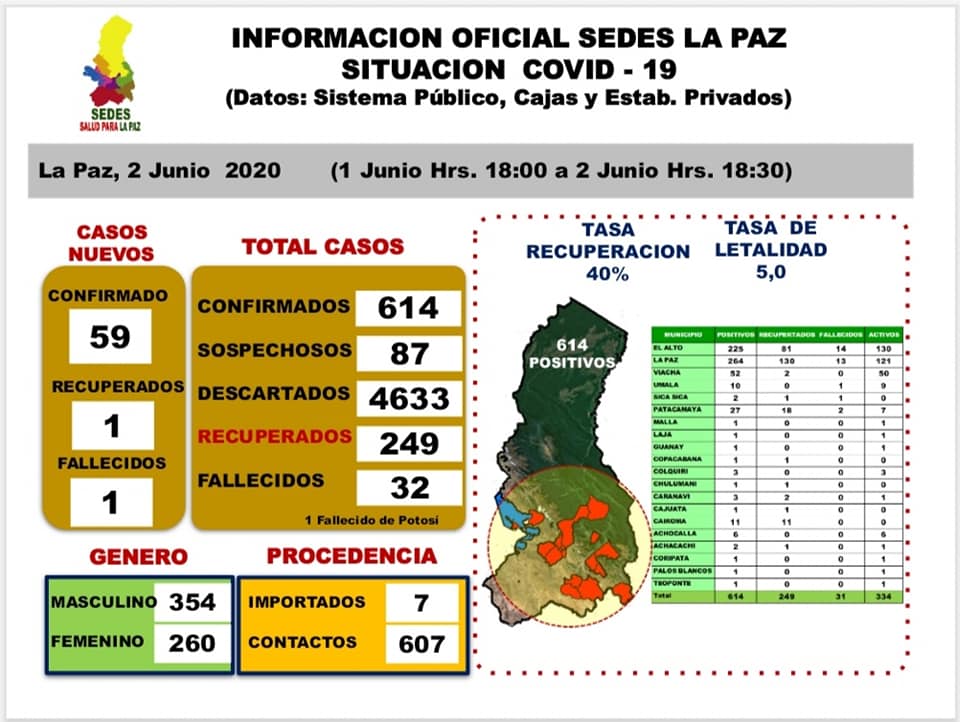 SEDES
SALUD PARA LA PAZ
INFORMACION OFICIAL SEDES LA PAZ
SITUACION COVID - 19
(Datos: Sistema Público, Cajas y Estab. Privados)
La Paz, 2 Junio 2020 (1 Junio Hrs. 18:00 a 2 Junio Hrs. 18:30)
CASOS
NUEVOS
CONFIRMADO
59
RECUPERADOS
1
FALLECIDOS
1
TOTAL CASOS
CONFIRMADOS 614
SOSPECHOSOS 87
DESCARTADOS 4633
RECUPERADOS 249
FALLECIDOS 32
1 Fallecido de Potosí
GENERO
MASCULINO 354
FEMENINO 260
PROCEDENCIA
IMPORTADOS 7
CONTACTOS 607
TASA
RECUPERACION
40%
TASA DE
LETALIDAD
5,0
614
POSITIVOS
MUNICIPIO POSITIVOS RECUPERTADOS FALLECIDOS ACTIVOS
EL ALTO 225 81 14 130
LA PAZ 264 130 13 121
VIACHA 52 2 0 50
UMALA 10 0 1 9
SICA SICA 2 1 1 0
PATACAMAYA 27 18 2 7
MALLA 1 0 0 1
LAJA 1 0 0 1
GUANAY 1 0 0 1
COPACABANA 1 1 0 0
COLQUIRI 3 0 0 3
CHULUMANI 1 1 0 0
CARANAVI 3 2 0 1
CAJUATA 1 1 0 0
CAIROMA 11 11 0 0
ACHOCALLA 6 0 0 6
ACHACACHI 2 1 0 1
CORIPATA 1 0 0 1
PALOS BLANCOS 1 0 0 1
TEOPONTE 1 0 0 1
Total 614 249 31 334